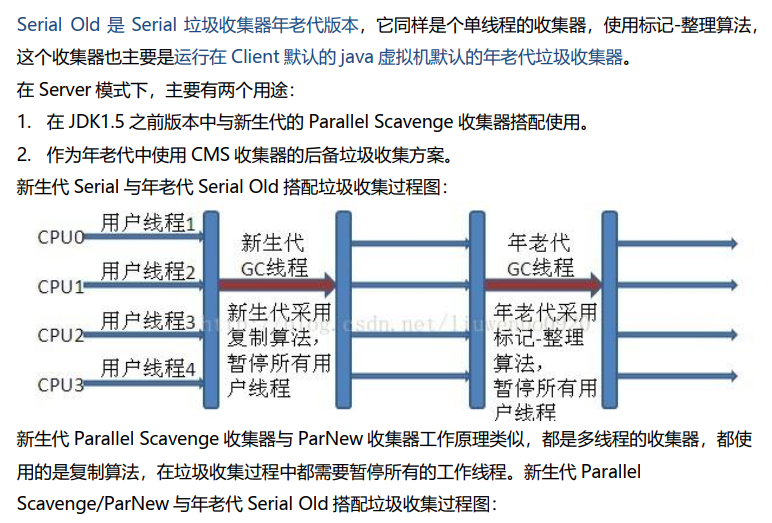 Serial Old 是 Serial 垃圾收集器年老代版本，它同样是个单线程的收集器，使用标记-整理算法，
这个收集器也主要是运行在 Client 默认的 java 虚拟机默认的年老代垃圾收集器。
在 Server 模式下，主要有两个用途：
1. 在 JDK1.5 之前版本中与新生代的 Parallel Scavenge 收集器搭配使用。
2. 作为年老代中使用 CMS 收集器的后备垃圾收集方案。
新生代 Serial 与年老代 Serial Old 搭配垃圾收集过程图：
CPU0
用户线程1
CPU1
用户线程2
CPU2
用户线程3
CPU3
用户线程4
新生代
GC线程
新生代采用
复制算法，
暂停所有用
户线程
年老代
GC线程
年老代采用
标记-整理
算法，
暂停所有用
户线程
新生代 Parallel Scavenge 收集器与 ParNew 收集器工作原理类似，都是多线程的收集器，都使
用的是复制算法，在垃圾收集过程中都需要暂停所有的工作线程。新生代 Parallel
Scavenge/ParNew 与年老代 Serial Old 搭配垃圾收集过程图：